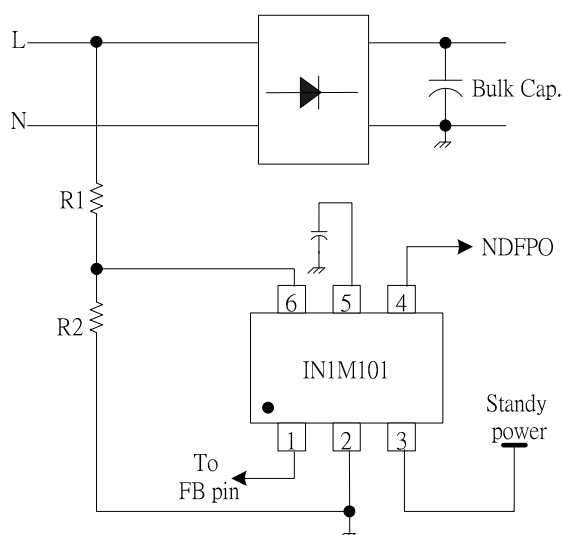 L
Bulk Cap.
N
R1
NDFPO
6
5
4
R2
IN1M101
Standy
power
1
2
3
To
FB pin